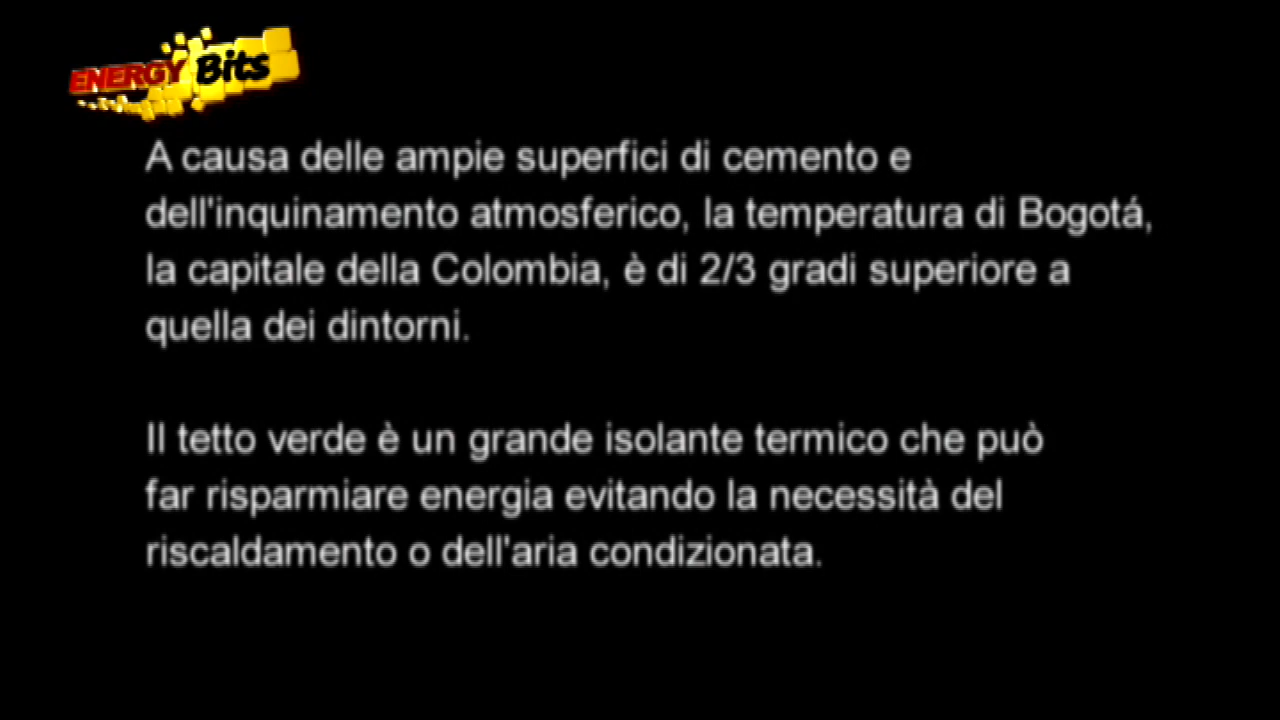 ENERGY Bits
A causa delle ampie superfici di cemento e
dell'inquinamento atmosferico, la temperatura di Bogotá,
la capitale della Colombia, è di 2/3 gradi superiore a
quella dei dintorni.
Il tetto verde è un grande isolante termico che può
far risparmiare energia evitando la necessità del
riscaldamento o dell'aria condizionata.